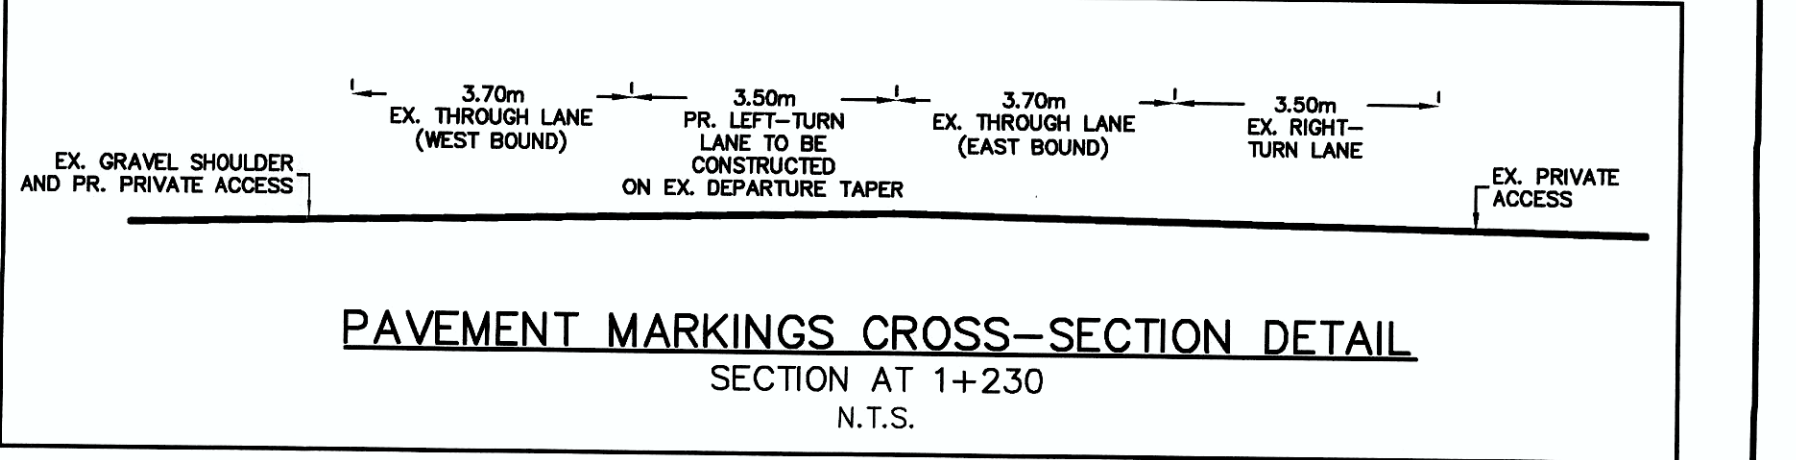 3.70m
EX. THROUGH LANE
(WEST BOUND)
3.50m
PR. LEFT-TURN
LANE TO BE
CONSTRUCTED
ON EX. DEPARTURE TAPER
3.70m
EX. THROUGH LANE
(EAST BOUND)
3.50m
EX. RIGHT-
TURN LANE
EX. GRAVEL SHOULDER
AND PR. PRIVATE ACCESS
EX. PRIVATE
ACCESS
PAVEMENT MARKINGS CROSS-SECTION DETAIL
SECTION AT 1+230
N.T.S.